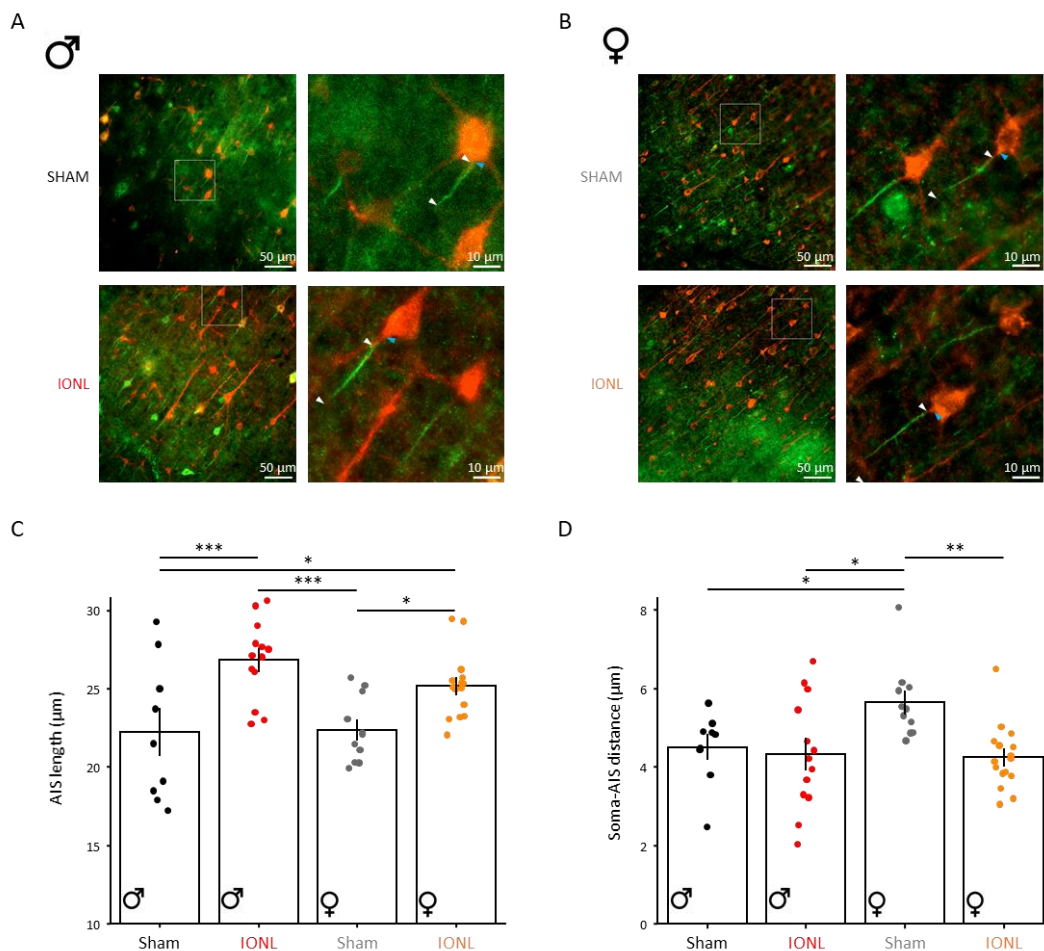 A
B
♂
♀
SHAM
50 µm
10 µm
SHAM
50 µm
10 µm
IONL
50 µm
10 µm
IONL
50 µm
10 µm
C
D
***
*
***
*
*
*
**
AIS length (µm)
30
25
20
15
10
♂
♂
♀
♀
Sham
IONL
Sham
IONL
Soma-AIS distance (µm)
8
6
4
2
0
♂
♂
♀
♀
Sham
IONL
Sham
IONL